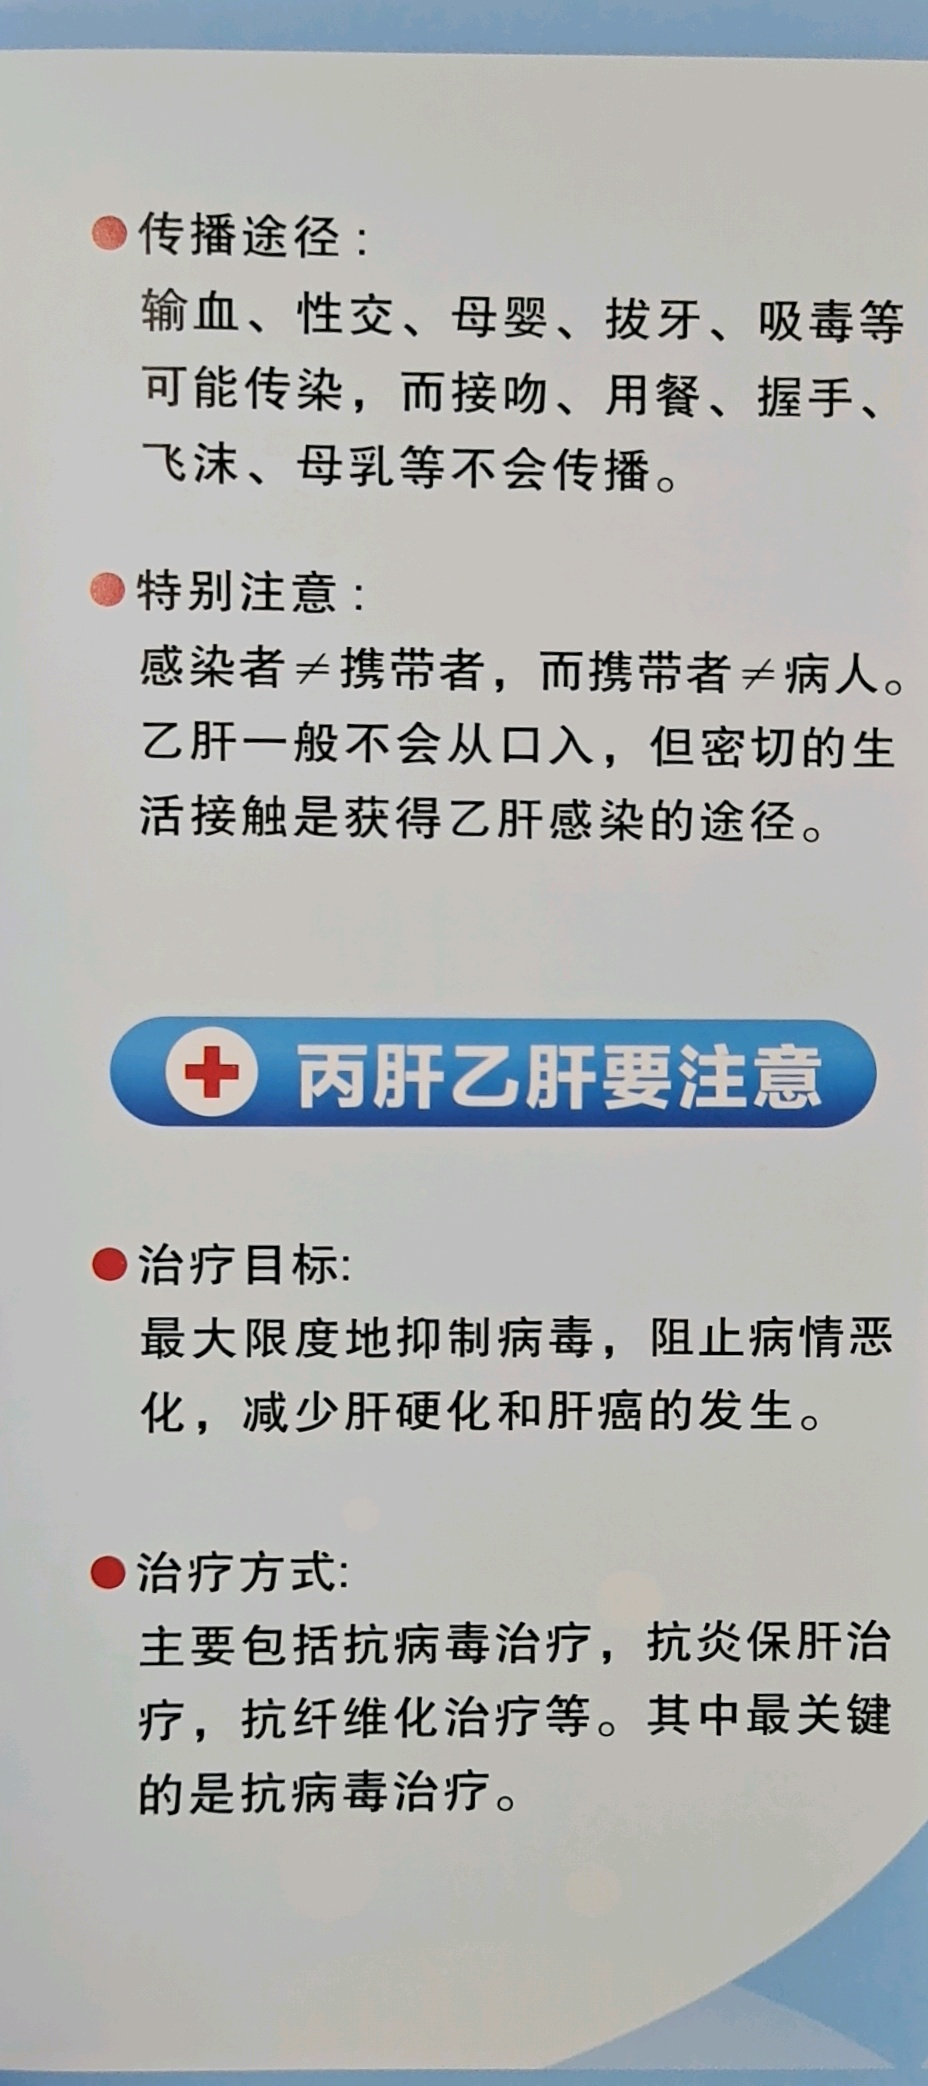 传播途径：
输血、性交、母婴、拔牙、吸毒等
可能传染，而接吻、用餐、握手、
飞沫、母乳等不会传播。
特别注意：
感染者≠携带者，而携带者≠病人。
乙肝一般不会从口入，但密切的生
活接触是获得乙肝感染的途径。
丙肝乙肝要注意
治疗目标:
最大限度地抑制病毒，阻止病情恶
化，减少肝硬化和肝癌的发生。
治疗方式:
主要包括抗病毒治疗，抗炎保肝治
疗，抗纤维化治疗等。其中最关键
的是抗病毒治疗。